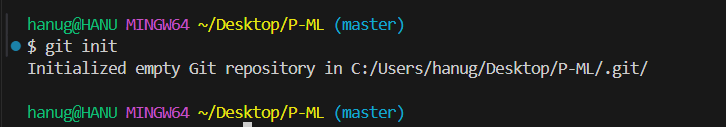 hanug@HANU MINGW64 ~/Desktop/P-ML (master)
$ git init
Initialized empty Git repository in C:/Users/hanug/Desktop/P-ML/.git/
hanug@HANU MINGW64 ~/Desktop/P-ML (master)